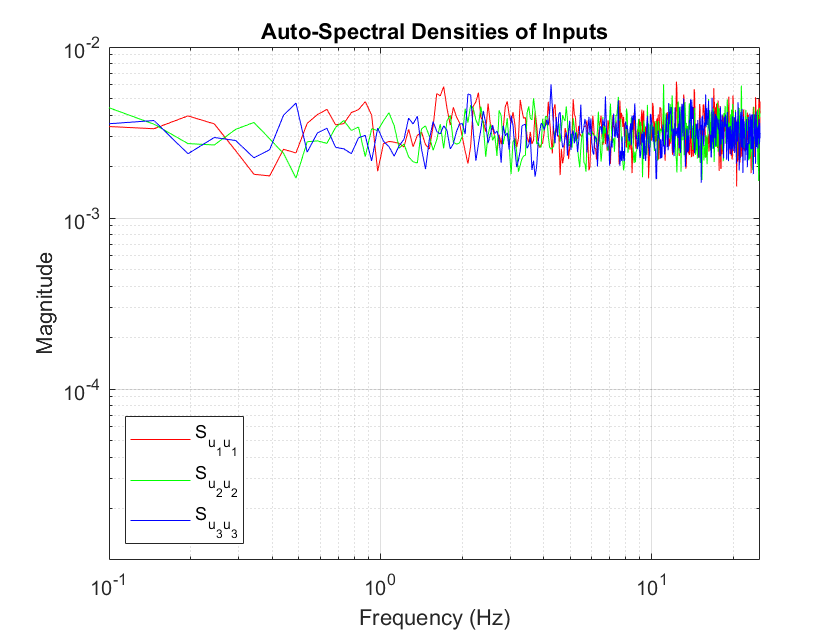 Auto-Spectral Densities of Inputs
10^-2
10^-3
10^-4
Magnitude
S_{u_1u_1}
S_{u_2u_2}
S_{u_3u_3}
10^-1 10^0 10^1
Frequency (Hz)